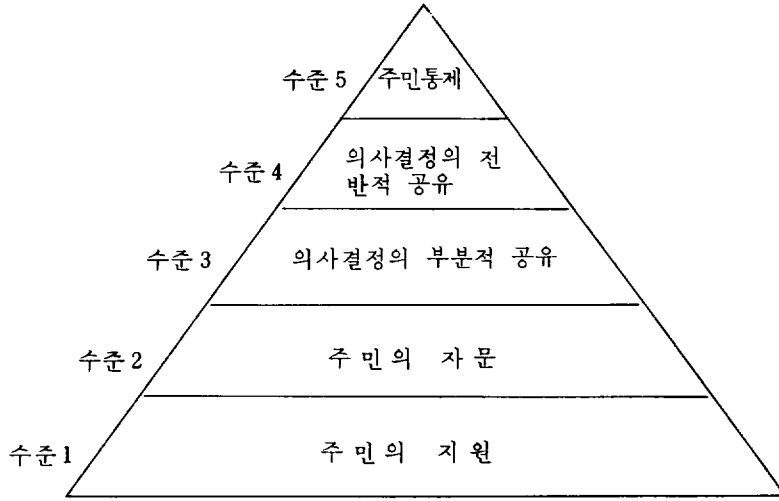 수준 5 주민통제
수준 4 의사결정의 전
반적 공유
수준 3 의사결정의 부분적 공유
수준 2 주민의 자문
수준 1 주민의 지원